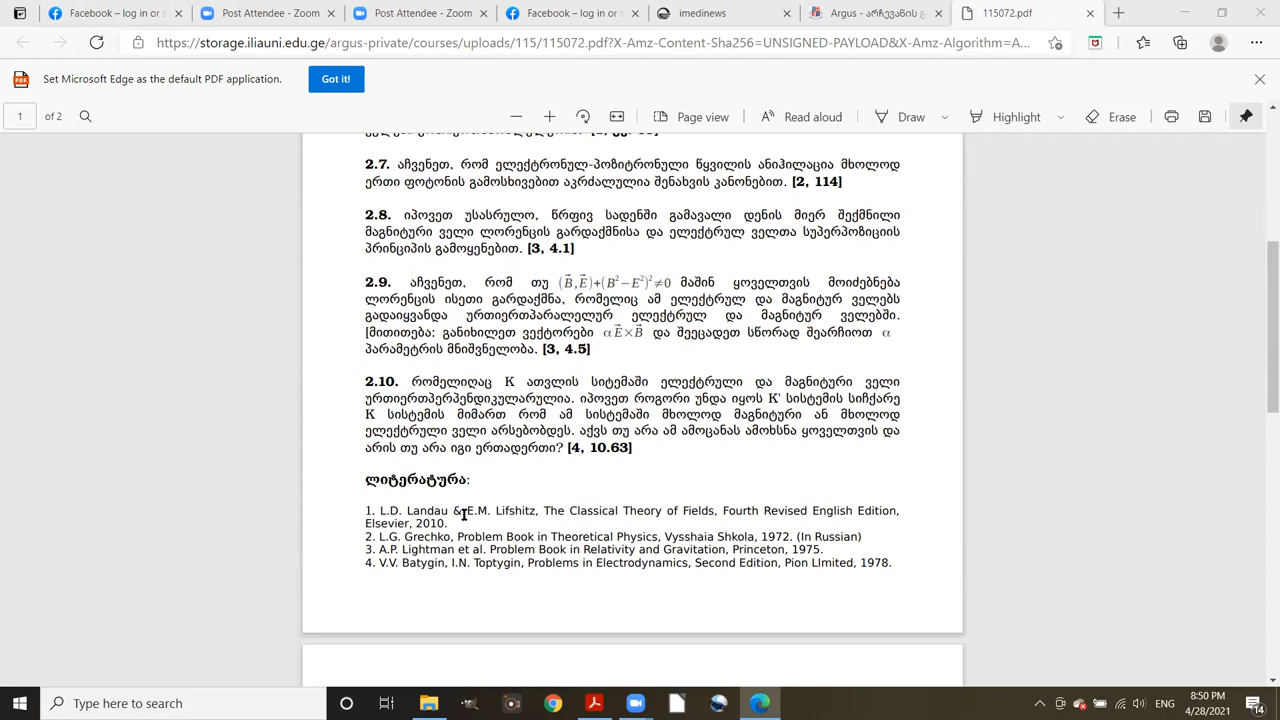 Facebook – log in or s
Post Attendee - Zoom
Post Attendee - Zoom
Facebook – log in or s
imedinews
Argus - არჩევანის გ
115072.pdf
https://storage.iliauni.edu.ge/argus-private/courses/uploads/115/115072.pdf?X-Amz-Content-Sha256=UNSIGNED-PAYLOAD&X-Amz-Algorithm=A...
Set Microsoft Edge as the default PDF application.
Got it!
1 of 2
Page view
Read aloud
Draw
Highlight
Erase
2.7. აჩვენეთ, რომ ელექტრონულ-პოზიტრონული წყვილის ანიჰილაცია მხოლოდ
ერთი ფოტონის გამოსხივებით აკრძალულია შენახვის კანონებით. [2, 114]
2.8. იპოვეთ უსასრულო, წრფივ სადენში გამავალი დენის მიერ შექმნილი
მაგნიტური ველი ლორენცის გარდაქმნისა და ელექტრულ ველთა სუპერპოზიციის
პრინციპის გამოყენებით. [3, 4.1]
2.9. აჩვენეთ, რომ თუ (B⃗,E⃗)+(B²−E²)²≠0 მაშინ ყოველთვის მოიძებნება
ლორენცის ისეთი გარდაქმნა, რომელიც ამ ელექტრულ და მაგნიტურ ველებს
გადაიყვანდა ურთიერთპარალელურ ელექტრულ და მაგნიტურ ველებში.
[მითითება: განიხილეთ ვექტორები αE⃗×B⃗ და შეეცადეთ სწორად შეარჩიოთ α
პარამეტრის მნიშვნელობა. [3, 4.5]
2.10. რომელიღაც K ათვლის სიტემაში ელექტრული და მაგნიტური ველი
ურთიერთპერპენდიკულარულია. იპოვეთ როგორი უნდა იყოს K' სისტემის სიჩქარე
K სისტემის მიმართ რომ ამ სისტემაში მხოლოდ მაგნიტური ან მხოლოდ
ელექტრული ველი არსებობდეს. აქვს თუ არა ამ ამოცანას ამოხსნა ყოველთვის და
არის თუ არა იგი ერთადერთი? [4, 10.63]
ლიტერატურა:
1. L.D. Landau & E.M. Lifshitz, The Classical Theory of Fields, Fourth Revised English Edition,
Elsevier, 2010.
2. L.G. Grechko, Problem Book in Theoretical Physics, Vysshaia Shkola, 1972. (In Russian)
3. A.P. Lightman et al. Problem Book in Relativity and Gravitation, Princeton, 1975.
4. V.V. Batygin, I.N. Toptygin, Problems in Electrodynamics, Second Edition, Pion LImited, 1978.
Type here to search
8:50 PM
4/28/2021
14